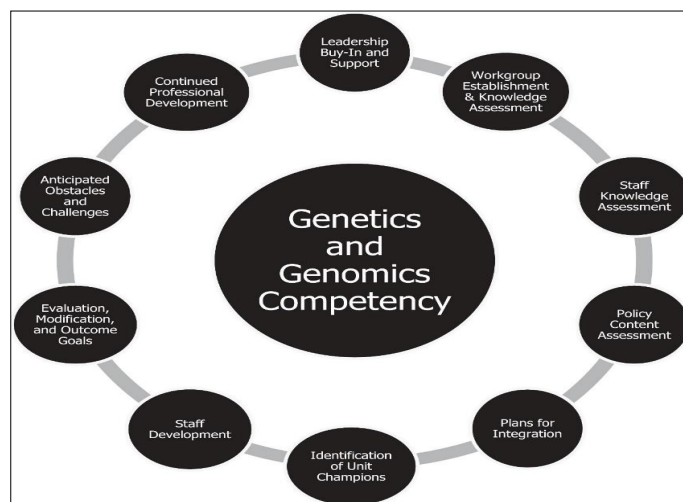 Leadership
Buy-In and
Support
Workgroup
Establishment
& Knowledge
Assessment
Staff
Knowledge
Assessment
Policy
Content
Assessment
Plans for
Integration
Identification
of Unit
Champions
Staff
Development
Evaluation,
Modification,
and Outcome
Goals
Anticipated
Obstacles
and
Challenges
Continued
Professional
Development
Genetics
and
Genomics
Competency